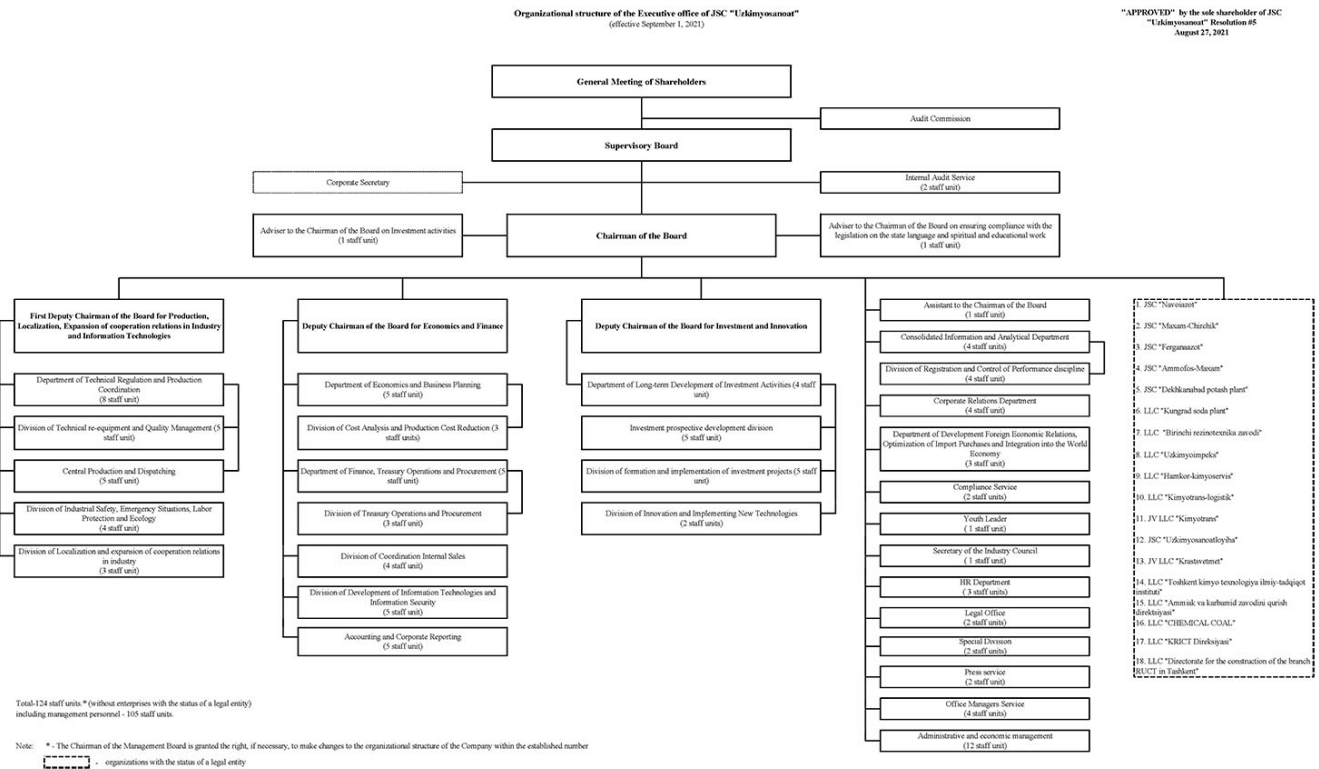 Organizational structure of the Executive office of JSC "Uzkimyosanoat"
(effective September 1, 2021)
"APPROVED" by the sole shareholder of JSC
"Uzkimyosanoat" Resolution #5
August 27, 2021
General Meeting of Shareholders
Audit Commission
Supervisory Board
Corporate Secretary
Internal Audit Service
(2 staff unit)
Adviser to the Chairman of the Board on Investment activities
(1 staff unit)
Chairman of the Board
Adviser to the Chairman of the Board on ensuring compliance with the
legislation on the state language and spiritual and educational work
(1 staff unit)
First Deputy Chairman of the Board for Production,
Localization, Expansion of cooperation relations in Industry
and Information Technologies
Department of Technical Regulation and Production
Coordination
(8 staff unit)
Division of Technical re-equipment and Quality Management (5
staff unit)
Central Production and Dispatching
(5 staff unit)
Division of Industrial Safety, Emergency Situations, Labor
Protection and Ecology
(4 staff unit)
Division of Localization and expansion of cooperation relations
in industry
(3 staff unit)
Deputy Chairman of the Board for Economics and Finance
Department of Economics and Business Planning
(5 staff unit)
Division of Cost Analysis and Production Cost Reduction (3
staff units)
Department of Finance, Treasury Operations and Procurement (5
staff unit)
Division of Treasury Operations and Procurement
(3 staff unit)
Division of Coordination Internal Sales
(4 staff unit)
Division of Development of Information Technologies and
Information Security
(5 staff unit)
Accounting and Corporate Reporting
(5 staff unit)
Deputy Chairman of the Board for Investment and Innovation
Department of Long-term Development of Investment Activities (4 staff
unit)
Investment prospective development division
(5 staff unit)
Division of formation and implementation of investment projects (5 staff
unit)
Division of Innovation and Implementing New Technologies
(2 staff units)
Assistant to the Chairman of the Board
(1 staff unit)
Consolidated Information and Analytical Department
(4 staff units)
Division of Registration and Control of Performance discipline
(4 staff unit)
Corporate Relations Department
(4 staff unit)
Department of Development Foreign Economic Relations,
Optimization of Import Purchases and Integration into the World
Economy
(3 staff unit)
Compliance Service
(2 staff units)
Youth Leader
( 1 staff unit)
Secretary of the Industry Council
( 1 staff unit)
HR Department
( 3 staff units)
Legal Office
(2 staff units)
Special Division
(2 staff units)
Press service
(2 staff unit)
Office Managers Service
(4 staff units)
Administrative and economic management
(12 staff unit)
1. JSC "Navoiazot"
2. JSC "Maxam-Chirchik"
3. JSC "Ferganaazot"
4. JSC "Ammofos-Maxam"
5. JSC "Dekhkanabad potash plant"
6. LLC "Kungrad soda plant"
7. LLC "Birinchi rezinotexnika zavodi"
8. LLC "Uzkimyoimpeks"
9. LLC "Hamkor-kimyoservis"
10. LLC "Kimyotrans-logistik"
11. JV LLC "Kimyotrans"
12. JSC "Uzkimyosanoatloyiha"
13. JV LLC "Krastsvetmet"
14. LLC "Toshkent kimyo texnologiya ilmiy-tadqiqot
instituti"
15. LLC "Ammiak va karbamid zavodini qurish
direktsiyasi"
16. LLC "CHEMICAL COAL"
17. LLC "KRICT Direksiyasi"
18. LLC "Directorate for the construction of the branch
RUCT in Tashkent"
Total-124 staff units.* (without enterprises with the status of a legal entity)
including management personnel - 105 staff units.
Note: * - The Chairman of the Management Board is granted the right, if necessary, to make changes to the organizational structure of the Company within the established number
- organizations with the status of a legal entity